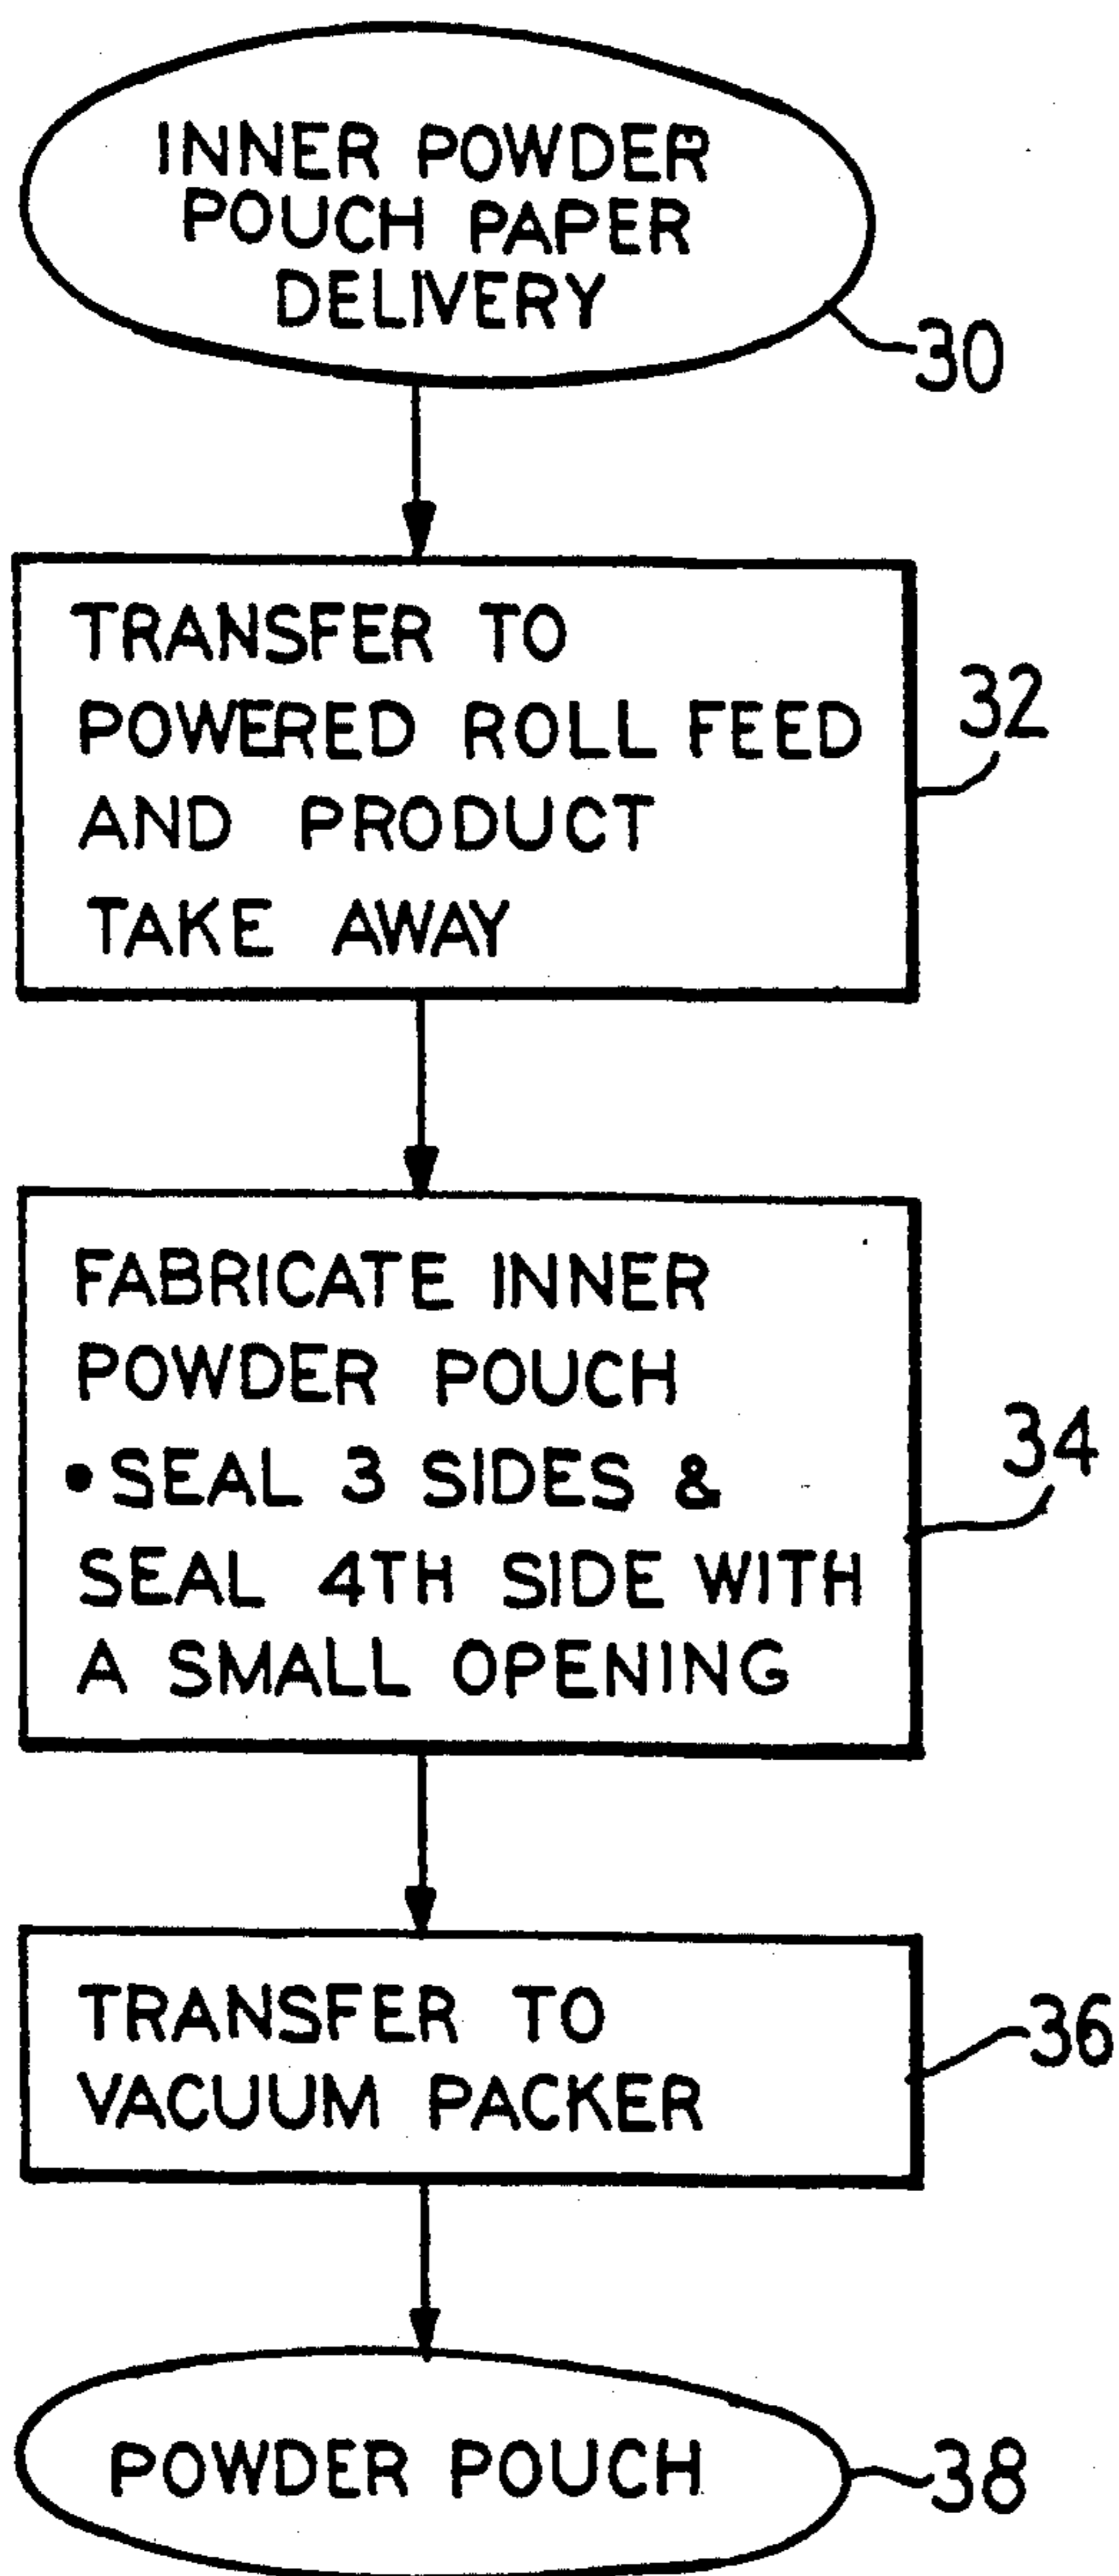 INNER POWDER
POUCH PAPER
DELIVERY
30
TRANSFER TO
POWERED ROLL FEED
AND PRODUCT
TAKE AWAY
32
FABRICATE INNER
POWDER POUCH
• SEAL 3 SIDES &
SEAL 4TH SIDE WITH
A SMALL OPENING
34
TRANSFER TO
VACUUM PACKER
36
POWDER POUCH
38